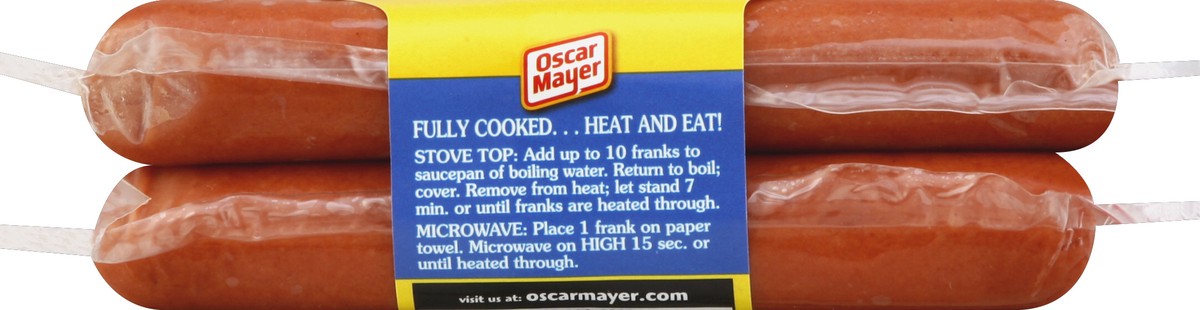 Oscar
Mayer
FULLY COOKED. . . HEAT AND EAT!
STOVE TOP: Add up to 10 franks to
saucepan of boiling water. Return to boil;
cover. Remove from heat; let stand 7
min. or until franks are heated through.
MICROWAVE: Place 1 frank on paper
towel. Microwave on HIGH 15 sec. or
until heated through.
visit us at: oscarmayer.com